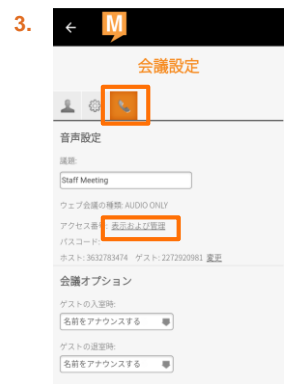 3.
M
会議設定
音声設定
議題:
Staff Meeting
ウェブ会議の種類: AUDIO ONLY
アクセス番号: 表示および管理
パスコード:
ホスト: 3632783474 ゲスト: 2272920981 変更
会議オプション
ゲストの入室時:
名前をアナウンスする
ゲストの退室時:
名前をアナウンスする